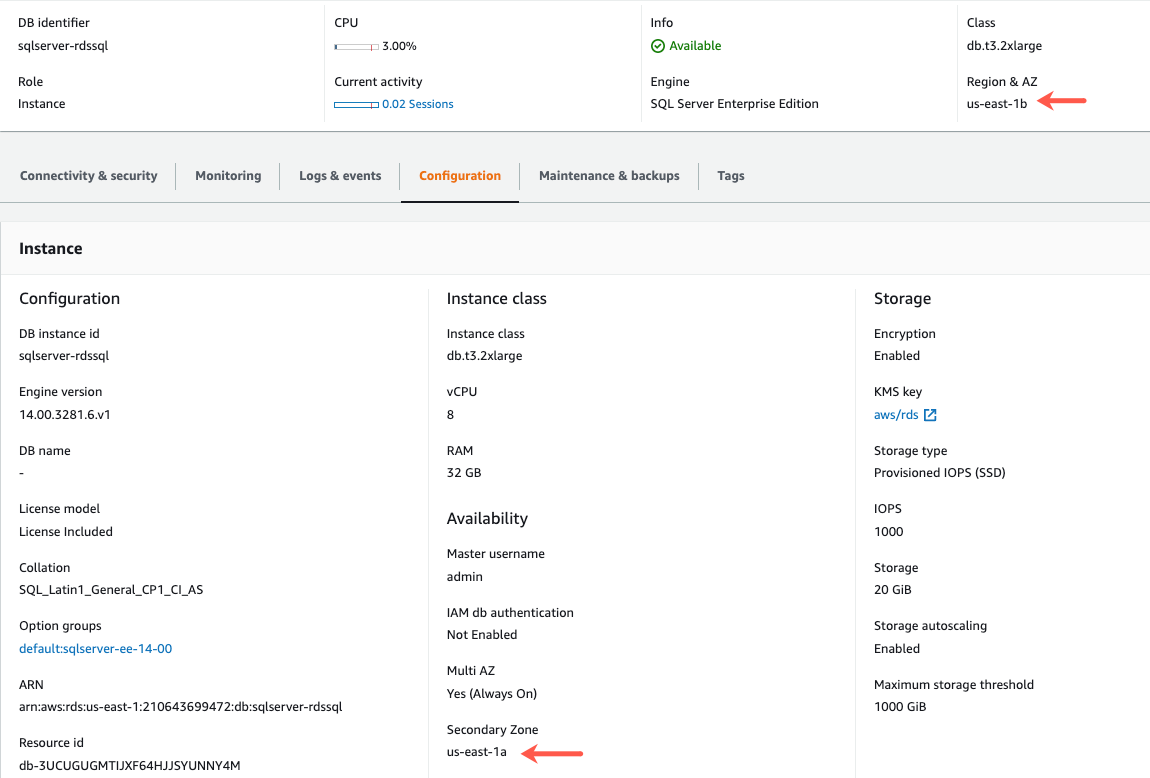 DB identifier
sqlserver-rdssql
Role
Instance
CPU
3.00%
Current activity
0.02 Sessions
Info
Available
Engine
SQL Server Enterprise Edition
Class
db.t3.2xlarge
Region & AZ
us-east-1b
Connectivity & security
Monitoring
Logs & events
Configuration
Maintenance & backups
Tags
Instance
Configuration
DB instance id
sqlserver-rdssql
Engine version
14.00.3281.6.v1
DB name
-
License model
License Included
Collation
SQL_Latin1_General_CP1_CI_AS
Option groups
default:sqlserver-ee-14-00
ARN
arn:aws:rds:us-east-1:210643699472:db:sqlserver-rdssql
Resource id
db-3UCUGUGMTIJXF64HJJSYUNNY4M
Instance class
Instance class
db.t3.2xlarge
vCPU
8
RAM
32 GB
Availability
Master username
admin
IAM db authentication
Not Enabled
Multi AZ
Yes (Always On)
Secondary Zone
us-east-1a
Storage
Encryption
Enabled
KMS key
aws/rds
Storage type
Provisioned IOPS (SSD)
IOPS
1000
Storage
20 GiB
Storage autoscaling
Enabled
Maximum storage threshold
1000 GiB